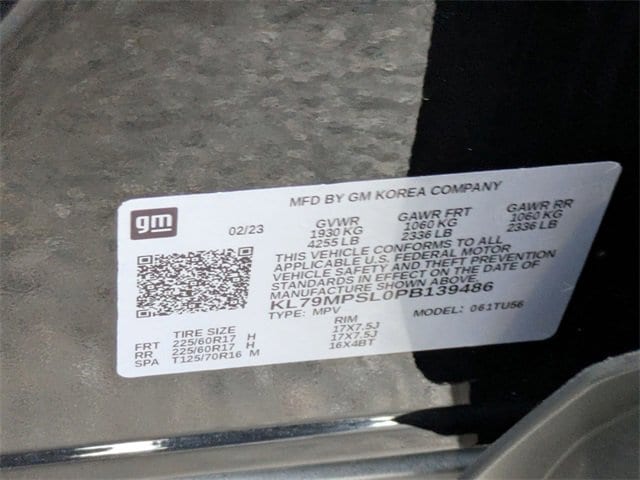 MFD BY GM KOREA COMPANY
gm
02/23 GVWR GAWR FRT GAWR RR
1930 KG 1060 KG 1060 KG
4255 LB 2336 LB 2336 LB
THIS VEHICLE CONFORMS TO ALL
APPLICABLE U.S. FEDERAL MOTOR
VEHICLE SAFETY AND THEFT PREVENTION
STANDARDS IN EFFECT ON THE DATE OF
MANUFACTURE SHOWN ABOVE
KL79MPSL0PB139486
TYPE: MPV MODEL: 061TU56
TIRE SIZE RIM
FRT 225/60R17 H 17X7.5J
RR 225/60R17 H 17X7.5J
SPA T125/70R16 M 16X4BT